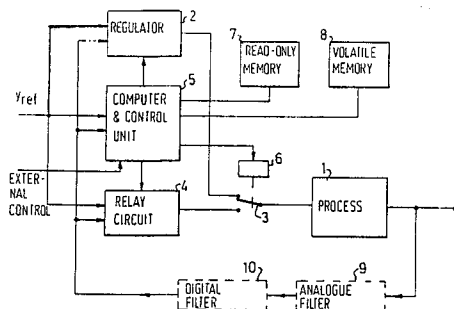 2
REGULATOR
7
READ-ONLY
MEMORY
8
VOLATILE
MEMORY
5
COMPUTER
& CONTROL
UNIT
yref
6
1
PROCESS
3
EXTER-
NAL
CONTROL
4
RELAY
CIRCUIT
10
DIGITAL
FILTER
9
ANALOGUE
FILTER